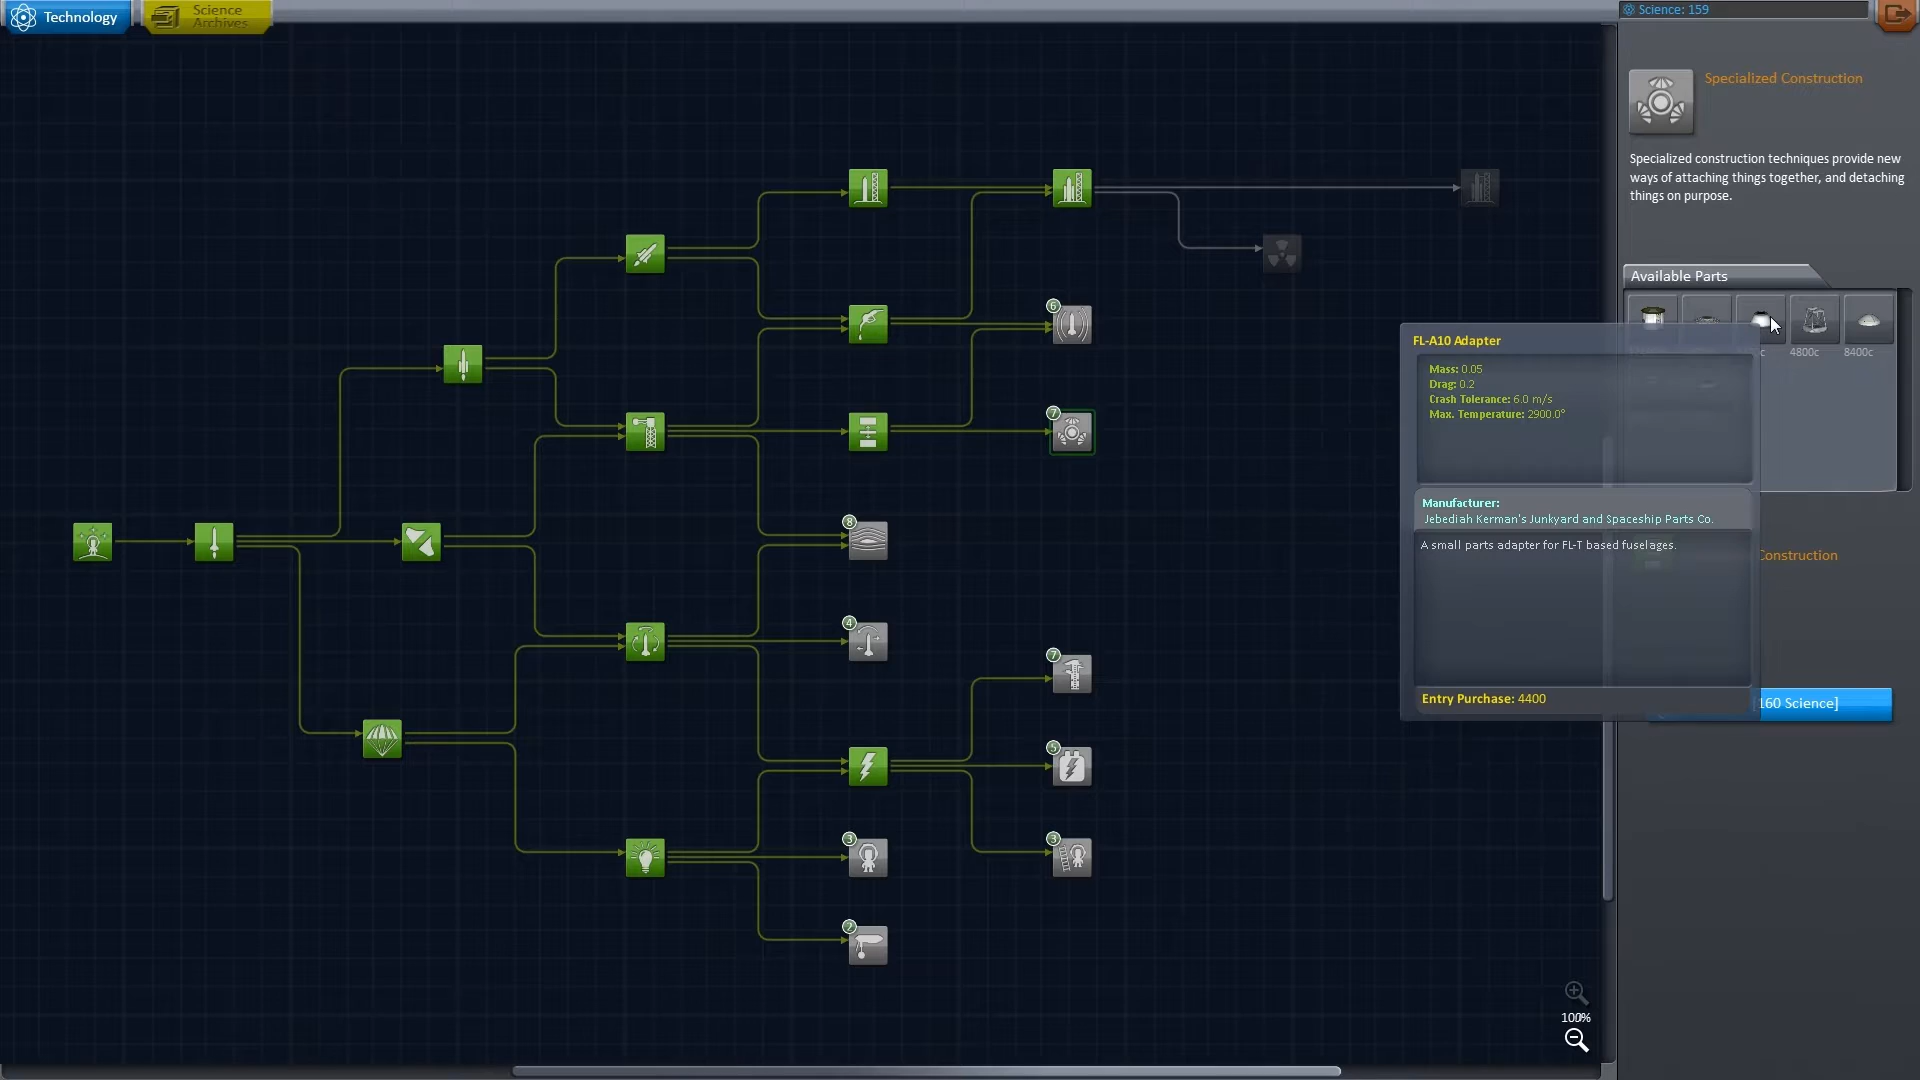 Technology
Science
Archives
Science: 159
Specialized Construction
Specialized construction techniques provide new
ways of attaching things together, and detaching
things on purpose.
Available Parts
4800c
8400c
FL-A10 Adapter
Mass: 0.05
Drag: 0.2
Crash Tolerance: 6.0 m/s
Max. Temperature: 2900.0°
Manufacturer:
Jebediah Kerman's Junkyard and Spaceship Parts Co.
A small parts adapter for FL-T based fuselages.
Construction
Entry Purchase: 4400
160 Science]
6
7
8
4
7
5
3
3
2
100%